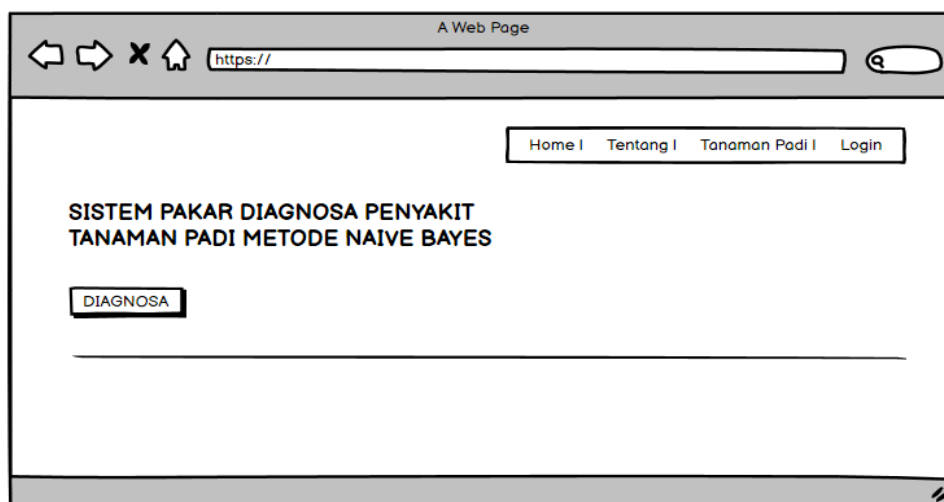 A Web Page
https://
Home | Tentang | Tanaman Padi | Login
SISTEM PAKAR DIAGNOSA PENYAKIT
TANAMAN PADI METODE NAIVE BAYES
DIAGNOSA